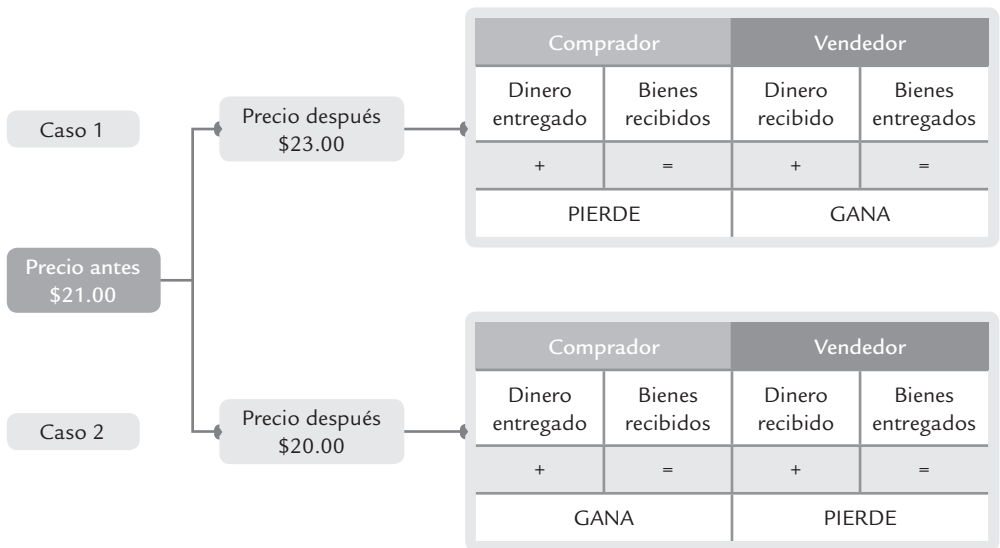 Comprador Vendedor
Dinero entregado Bienes recibidos Dinero recibido Bienes entregados
+ = + =
PIERDE GANA
Caso 1
Precio después
$23.00
Precio antes
$21.00
Comprador Vendedor
Dinero entregado Bienes recibidos Dinero recibido Bienes entregados
+ = + =
GANA PIERDE
Caso 2
Precio después
$20.00